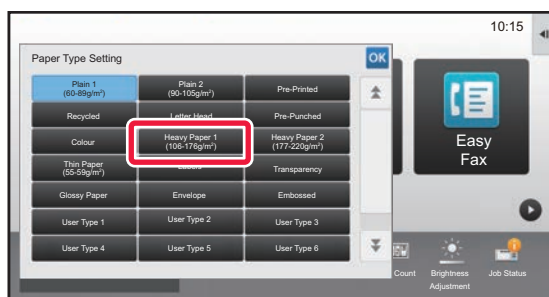 10:15
Paper Type Setting
OK
Plain 1
(60-89g/m²)
Plain 2
(90-105g/m²)
Pre-Printed
Recycled
Letter Head
Pre-Punched
Colour
Heavy Paper 1
(106-176g/m²)
Heavy Paper 2
(177-220g/m²)
Thin Paper
(55-59g/m²)
Labels
Transparency
Glossy Paper
Envelope
Embossed
User Type 1
User Type 2
User Type 3
User Type 4
User Type 5
User Type 6
Easy
Fax
Count
Brightness
Adjustment
Job Status